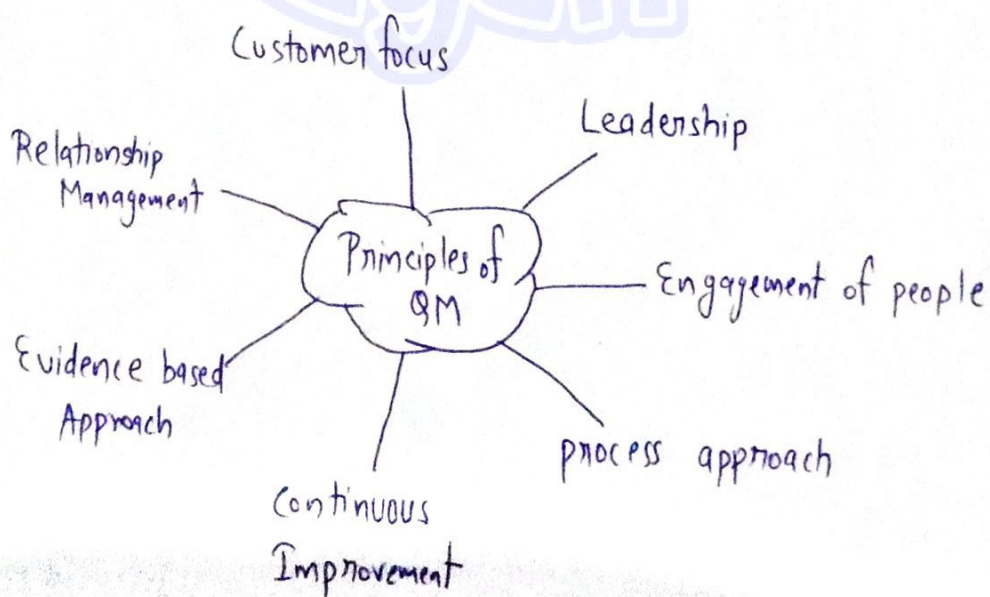 Customer focus
Leadership
Relationship
Management
Principles of
QM
Engagement of people
Evidence based
Approach
process approach
Continuous
Improvement